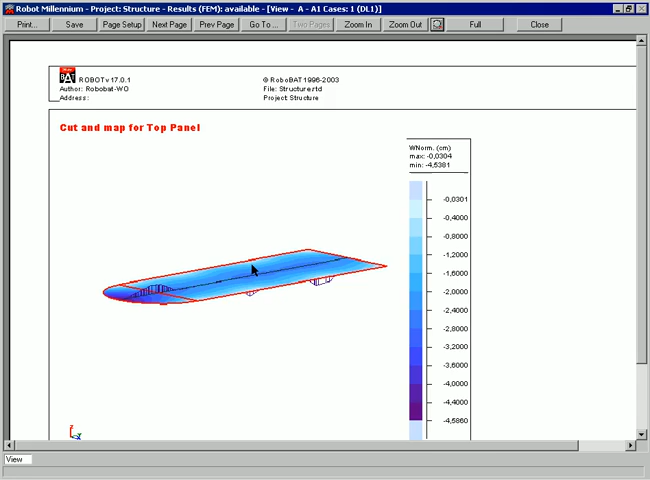 Robot Millennium - Project: Structure - Results (FEM): available - [View - A - A1 Cases: 1 (DL1)]
Print... Save Page Setup Next Page Prev Page Go To ... Two Pages Zoom In Zoom Out Full Close
BAT ROBOT v 17.0.1 © RoboBAT 1996-2003
Author: Robobat-WO File: Structure.rtd
Address: Project: Structure
Cut and map for Top Panel
WNorm. (cm)
max: -0,0304
min: -4,5381
-0,0301
-0,4000
-0,8000
-1,2000
-1,6000
-2,0000
-2,4000
-2,8000
-3,2000
-3,6000
-4,0000
-4,4000
-4,5860
View